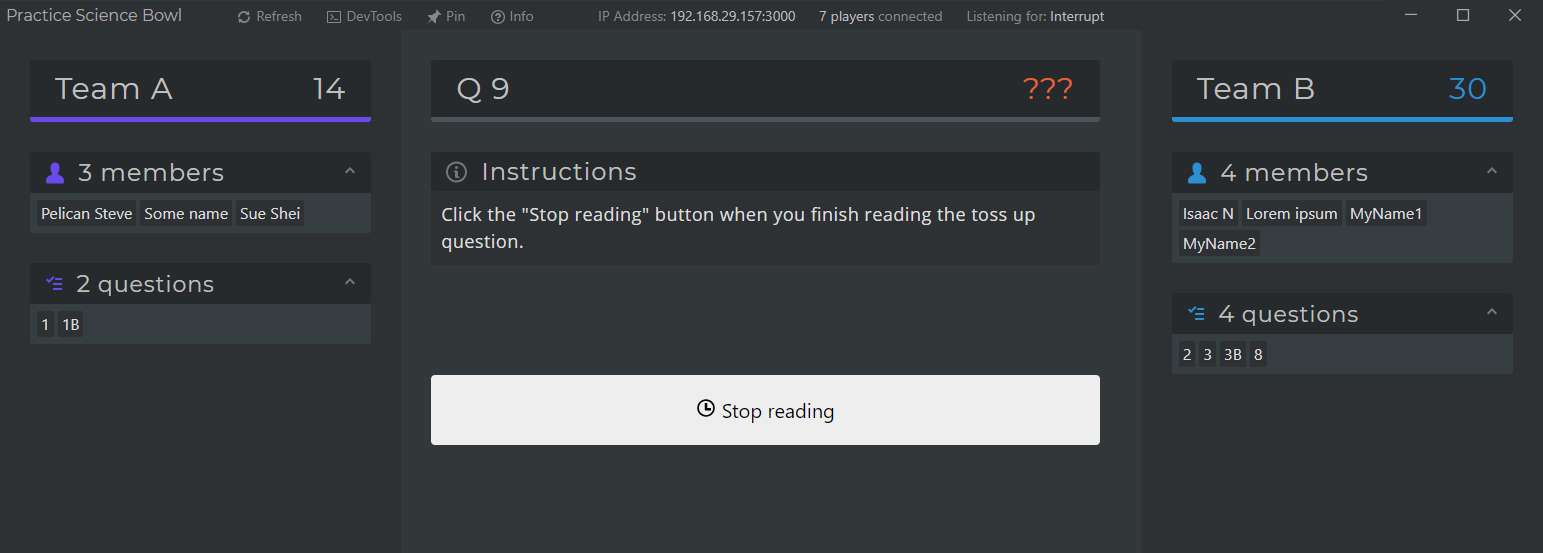 Practice Science Bowl Refresh DevTools Pin Info IP Address: 192.168.29.157:3000 7 players connected Listening for: Interrupt
Team A 14
3 members
Pelican Steve Some name Sue Shei
2 questions
1 1B
Q 9 ???
Instructions
Click the "Stop reading" button when you finish reading the toss up
question.
Stop reading
Team B 30
4 members
Isaac N Lorem ipsum MyName1
MyName2
4 questions
2 3 3B 8